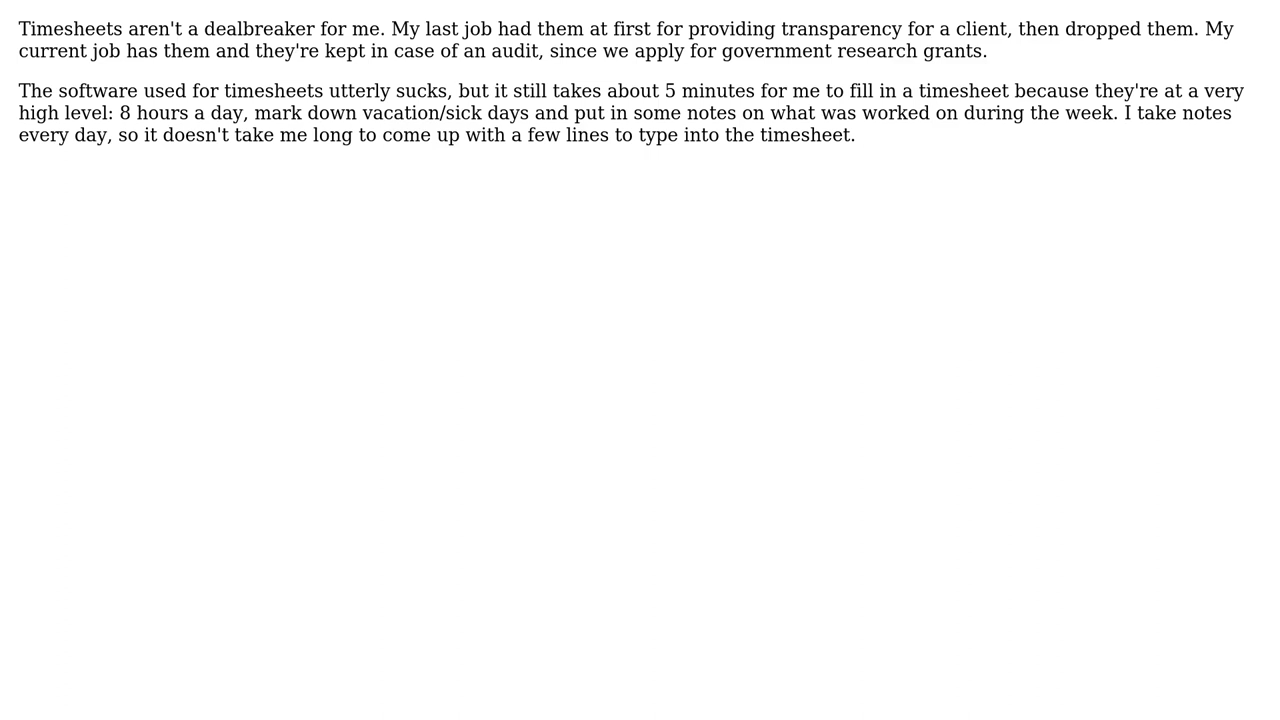 Timesheets aren't a dealbreaker for me. My last job had them at first for providing transparency for a client, then dropped them. My
current job has them and they're kept in case of an audit, since we apply for government research grants.
The software used for timesheets utterly sucks, but it still takes about 5 minutes for me to fill in a timesheet because they're at a very
high level: 8 hours a day, mark down vacation/sick days and put in some notes on what was worked on during the week. I take notes
every day, so it doesn't take me long to come up with a few lines to type into the timesheet.